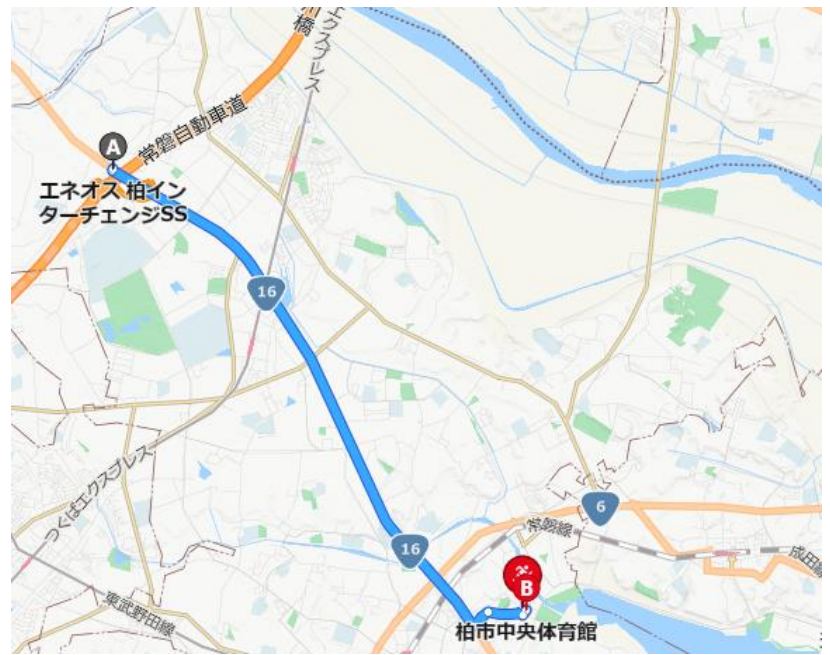 エクスプレス
川橋
常磐自動車道
A
エネオス 柏イン
ターチェンジSS
16
つくばエクスプレス
16
6
常磐線
成田線
B
東武野田線
柏市中央体育館